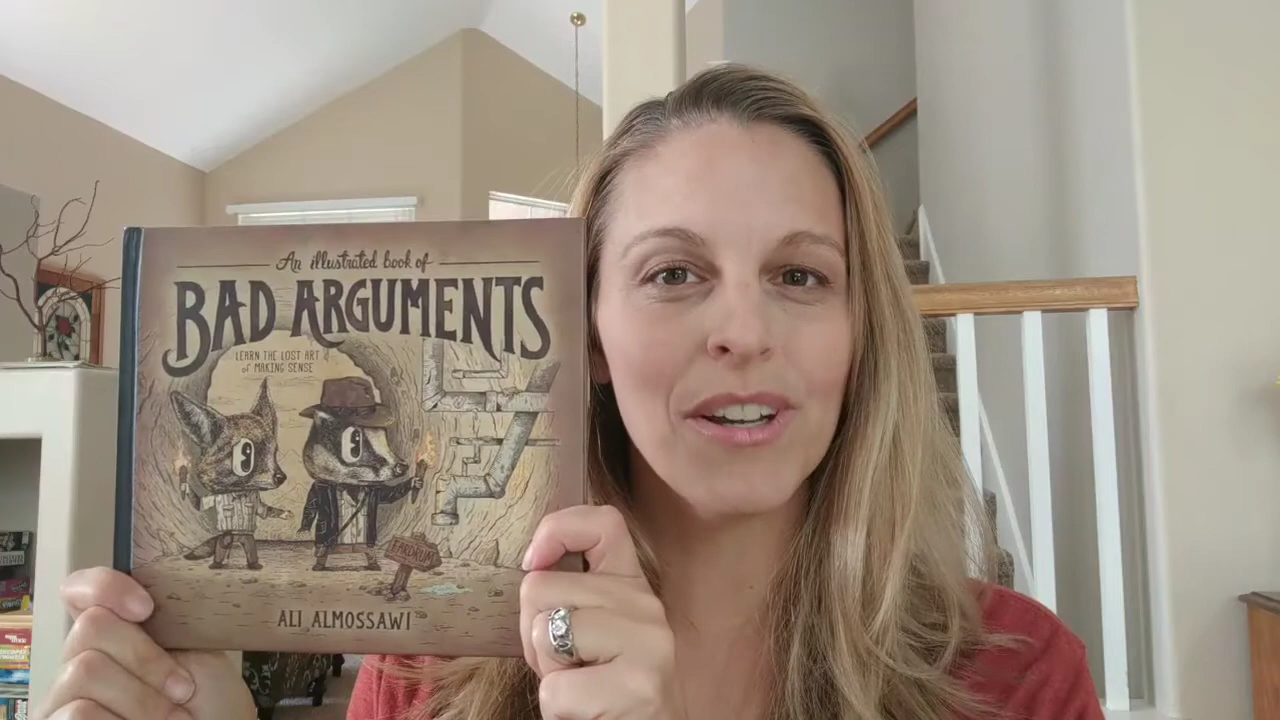 An illustrated book of
BAD ARGUMENTS
LEARN THE LOST ART
of MAKING SENSE
ALI ALMOSSAWI